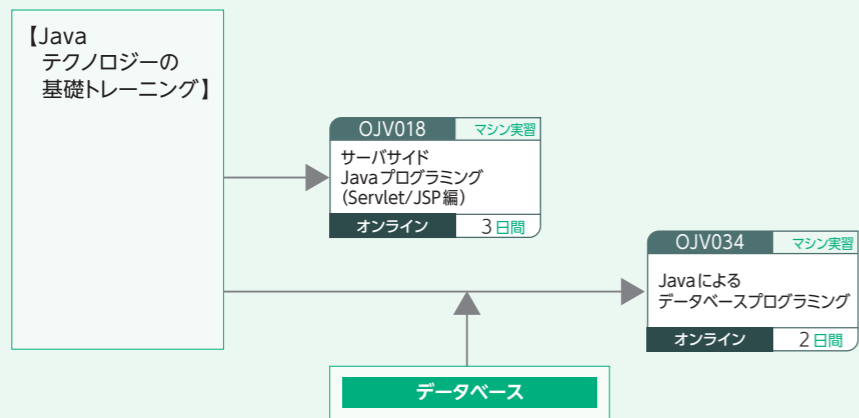 【Java
テクノロジーの
基礎トレーニング】
OJV018 マシン実習
サーバサイド
Javaプログラミング
(Servlet/JSP編)
オンライン 3日間
OJV034 マシン実習
Javaによる
データベースプログラミング
オンライン 2日間
データベース